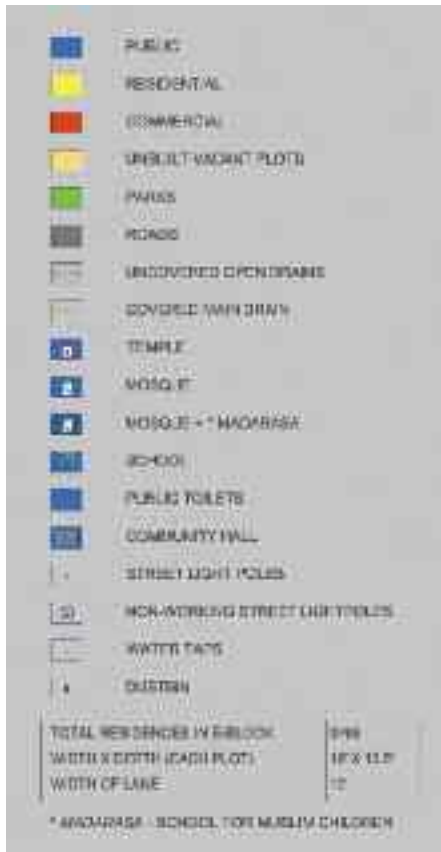 PUBLIC
RESIDENTIAL
COMMERCIAL
UNBUILT VACANT PLOTS
PARKS
ROADS
UNCOVERED OPEN DRAINS
COVERED MAIN DRAIN
TEMPLE
MOSQUE
MOSQUE + * MADARASA
SCHOOL
PUBLIC TOILETS
COMMUNITY HALL
STREET LIGHT POLES
NON-WORKING STREET LIGHT POLES
WATER TAPS
DUSTBIN
TOTAL RESIDENCIES IN BLOCK
WIDTH X DEPTH (EACH PLOT)
WIDTH OF LANE 12'
* MADARASA - SCHOOL FOR MUSLIM CHILDREN